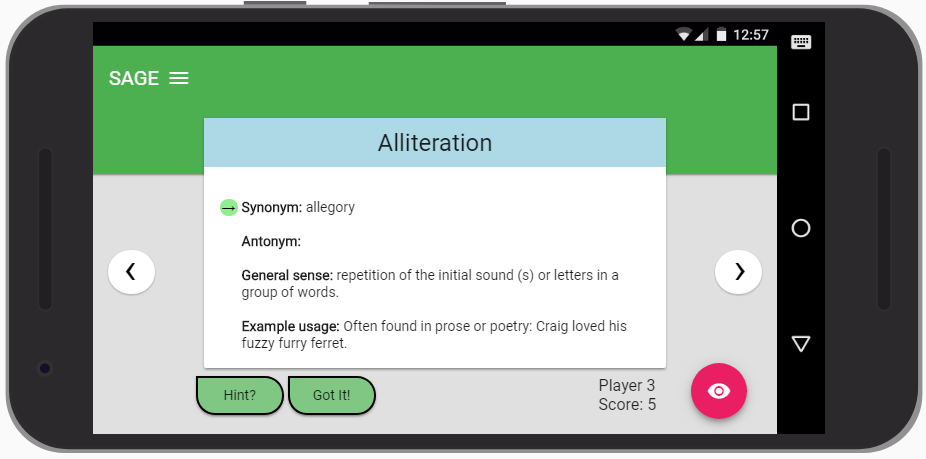 12:57
SAGE
Alliteration
→ Synonym: allegory
Antonym:
General sense: repetition of the initial sound (s) or letters in a
group of words.
Example usage: Often found in prose or poetry: Craig loved his
fuzzy furry ferret.
Hint? Got It!
Player 3
Score: 5